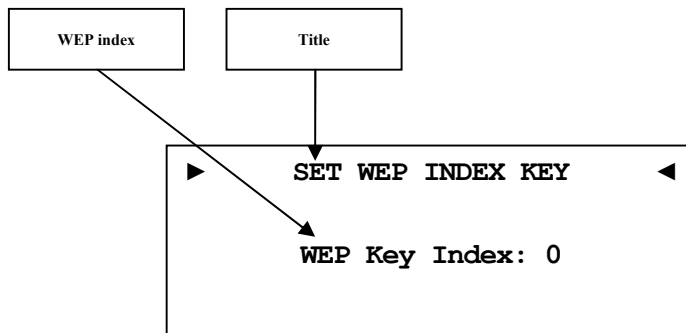 WEP index
Title
► SET WEP INDEX KEY ◄
WEP Key Index: 0